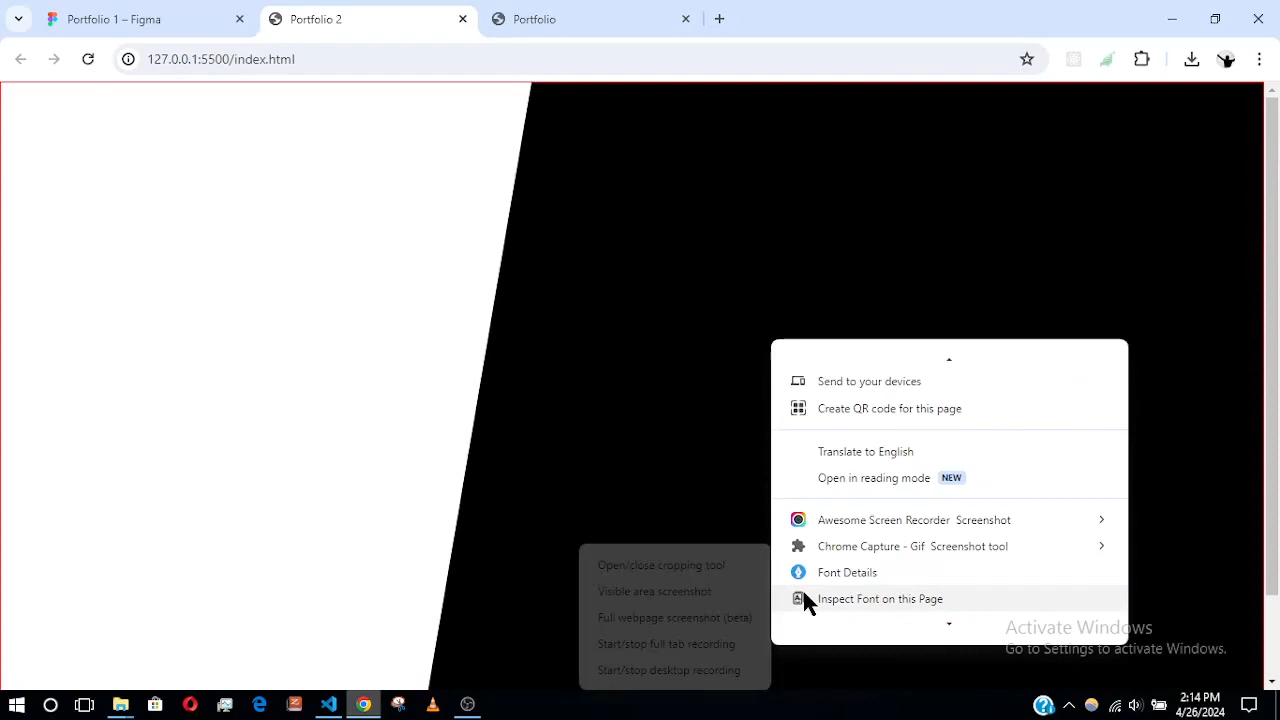 Portfolio 1 – Figma
Portfolio 2
Portfolio
127.0.0.1:5500/index.html
Send to your devices
Create QR code for this page
Translate to English
Open in reading mode NEW
Awesome Screen Recorder Screenshot
Chrome Capture - Gif Screenshot tool
Font Details
Inspect Font on this Page
Open/close cropping tool
Visible area screenshot
Full webpage screenshot (beta)
Start/stop full tab recording
Start/stop desktop recording
Activate Windows
Go to Settings to activate Windows.
2:14 PM
4/26/2024